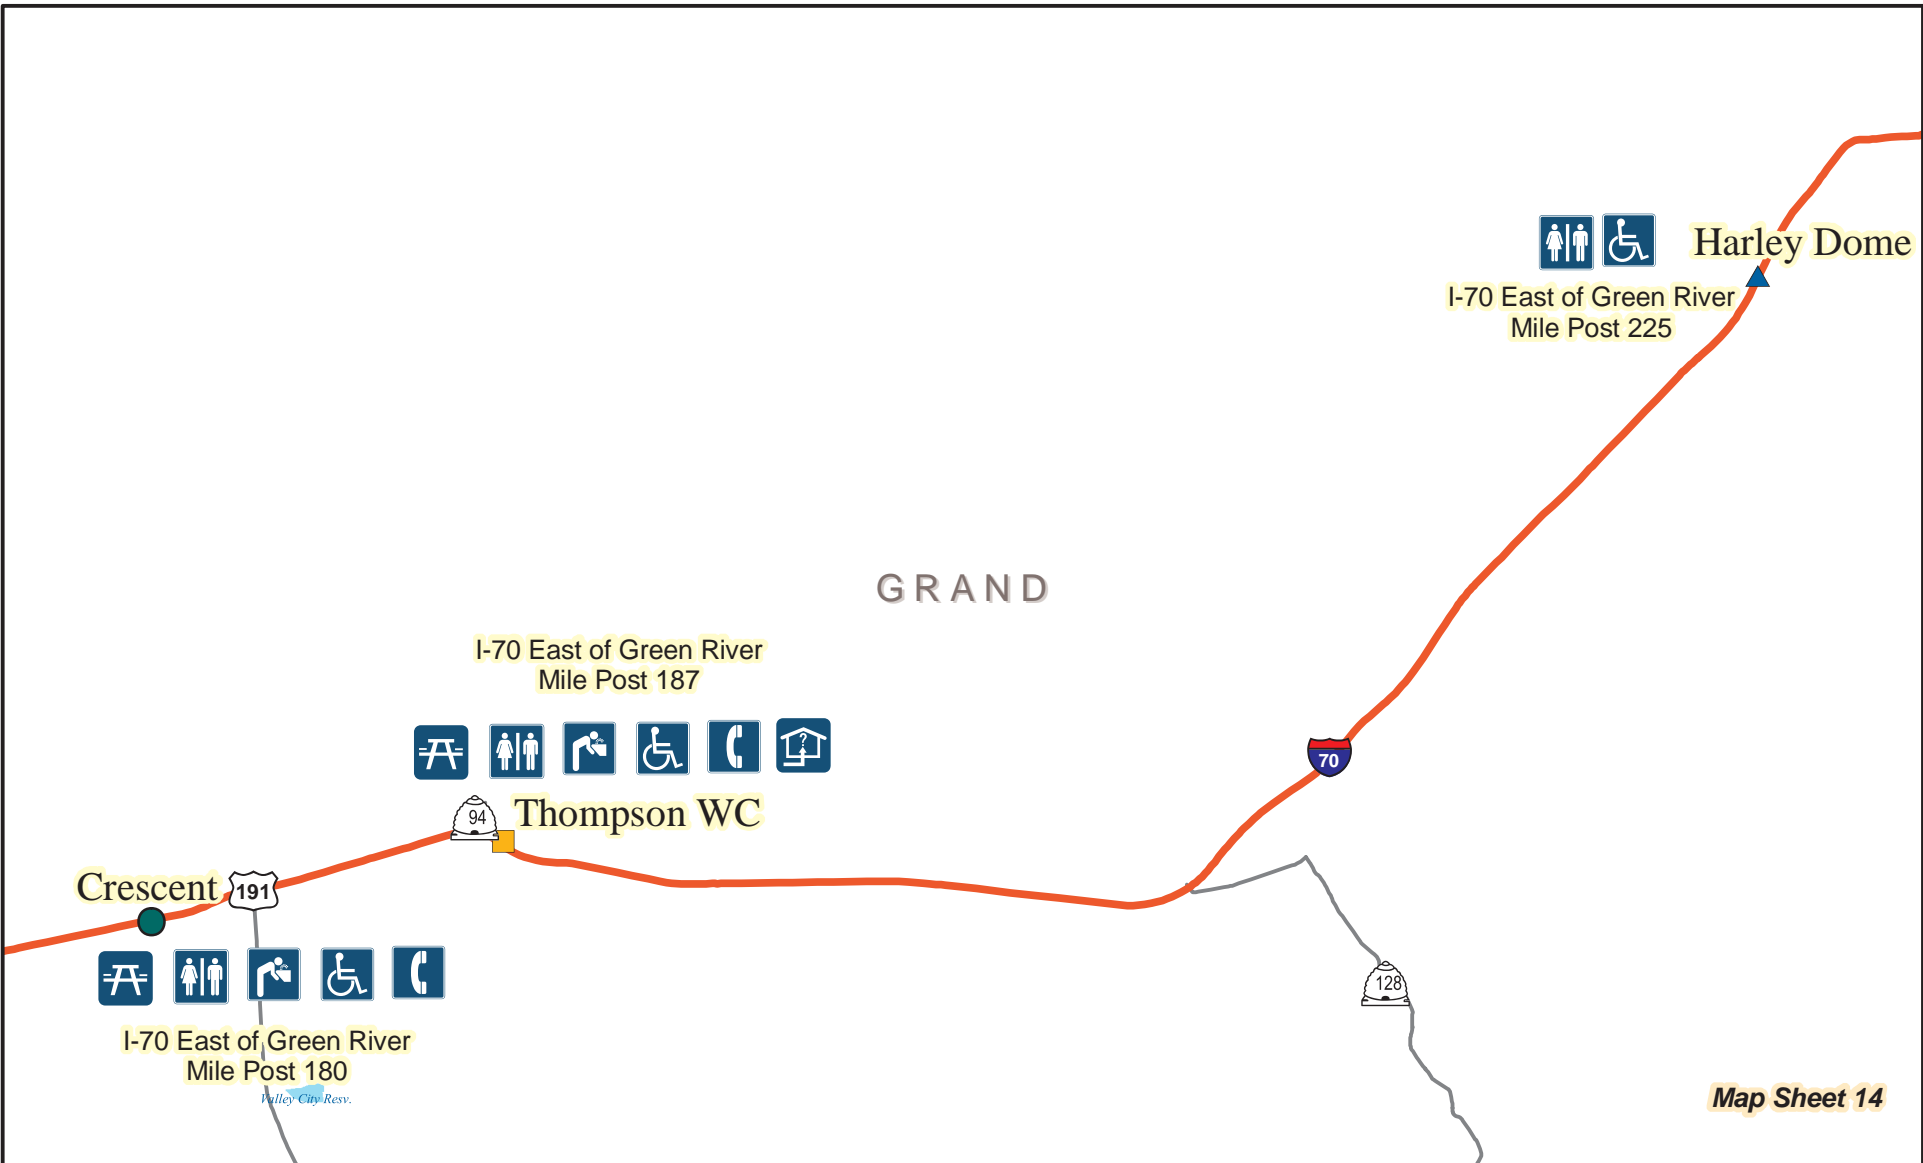 Harley Dome
I-70 East of Green River
Mile Post 225
GRAND
I-70 East of Green River
Mile Post 187
?
70
94
Thompson WC
Crescent
191
128
I-70 East of Green River
Mile Post 180
Valley City Resv.
Map Sheet 14